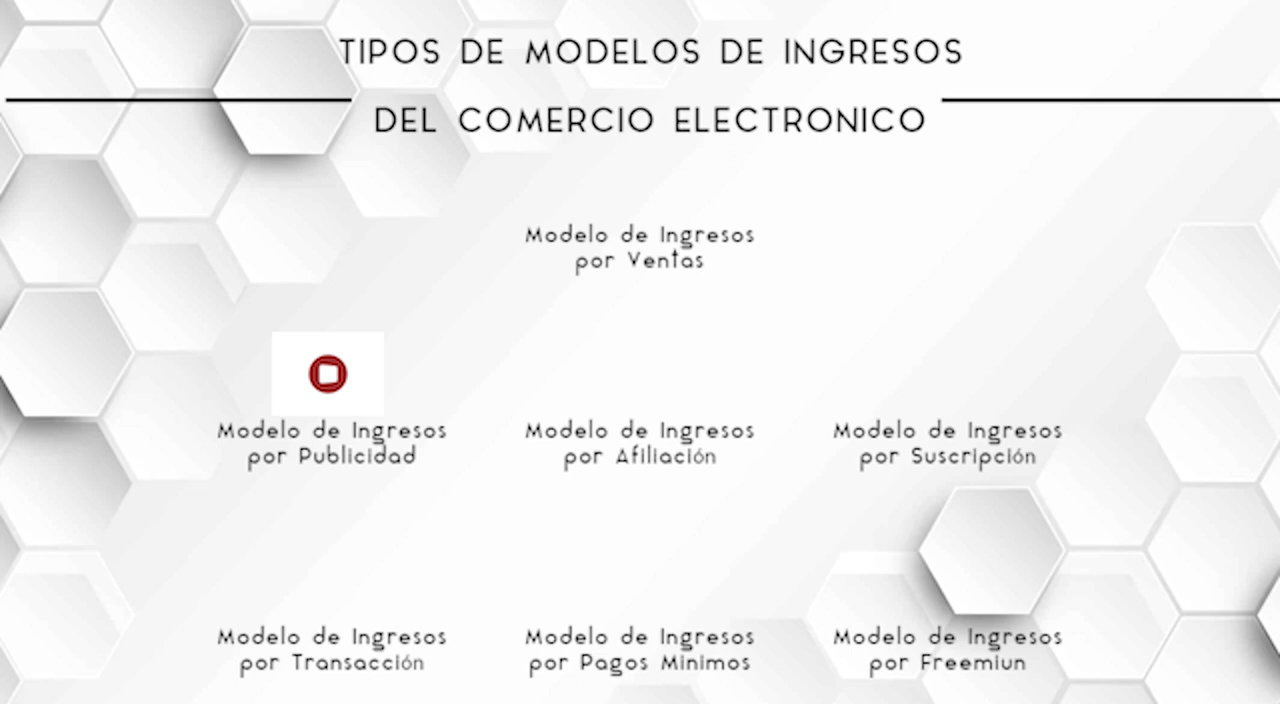 TIPOS DE MODELOS DE INGRESOS
DEL COMERCIO ELECTRONICO
Modelo de Ingresos
por Ventas
Modelo de Ingresos
por Publicidad
Modelo de Ingresos
por Afiliación
Modelo de Ingresos
por Suscripción
Modelo de Ingresos
por Transacción
Modelo de Ingresos
por Pagos Minimos
Modelo de Ingresos
por Freemiun